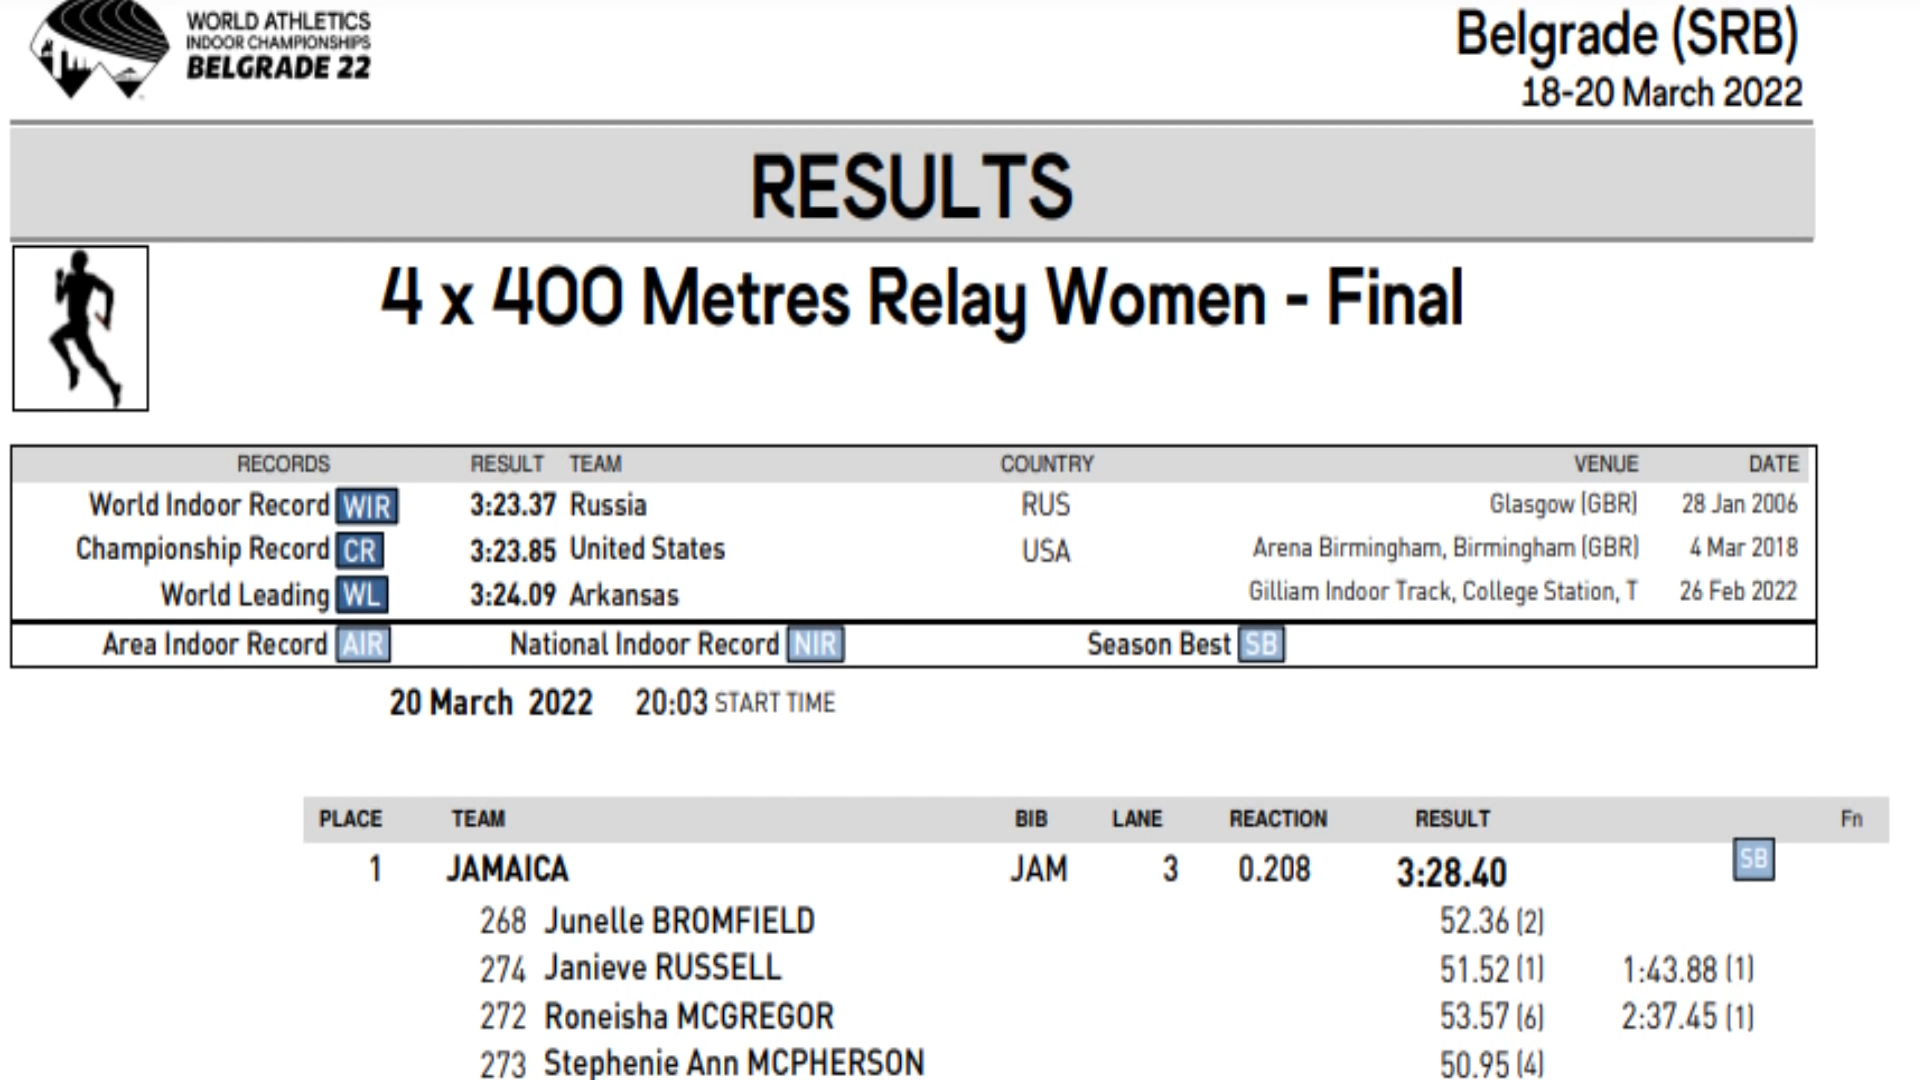 WORLD ATHLETICS
INDOOR CHAMPIONSHIPS
BELGRADE 22
Belgrade (SRB)
18-20 March 2022
RESULTS
4 x 400 Metres Relay Women - Final
RECORDS RESULT TEAM COUNTRY VENUE DATE
World Indoor Record WIR 3:23.37 Russia RUS Glasgow (GBR) 28 Jan 2006
Championship Record CR 3:23.85 United States USA Arena Birmingham, Birmingham (GBR) 4 Mar 2018
World Leading WL 3:24.09 Arkansas Gilliam Indoor Track, College Station, T 26 Feb 2022
Area Indoor Record AIR National Indoor Record NIR Season Best SB
20 March 2022 20:03 START TIME
PLACE TEAM BIB LANE REACTION RESULT Fn
1 JAMAICA JAM 3 0.208 3:28.40 SB
268 Junelle BROMFIELD 52.36 (2)
274 Janieve RUSSELL 51.52 (1) 1:43.88 (1)
272 Roneisha MCGREGOR 53.57 (6) 2:37.45 (1)
273 Stephenie Ann MCPHERSON 50.95 (4)